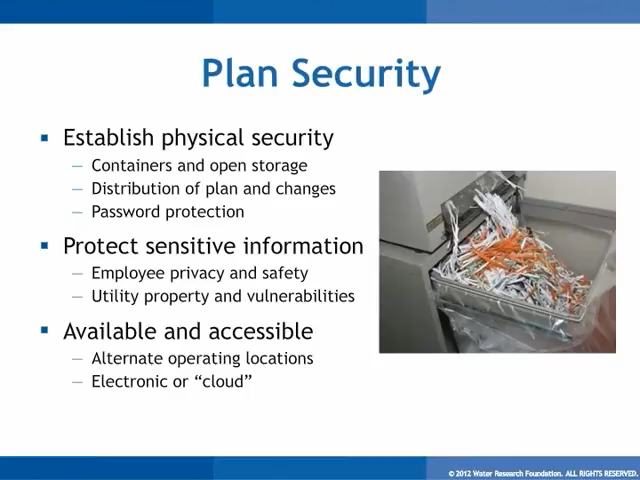 Plan Security
▪ Establish physical security
— Containers and open storage
— Distribution of plan and changes
— Password protection
▪ Protect sensitive information
— Employee privacy and safety
— Utility property and vulnerabilities
▪ Available and accessible
— Alternate operating locations
— Electronic or “cloud”
© 2012 Water Research Foundation. ALL RIGHTS RESERVED.